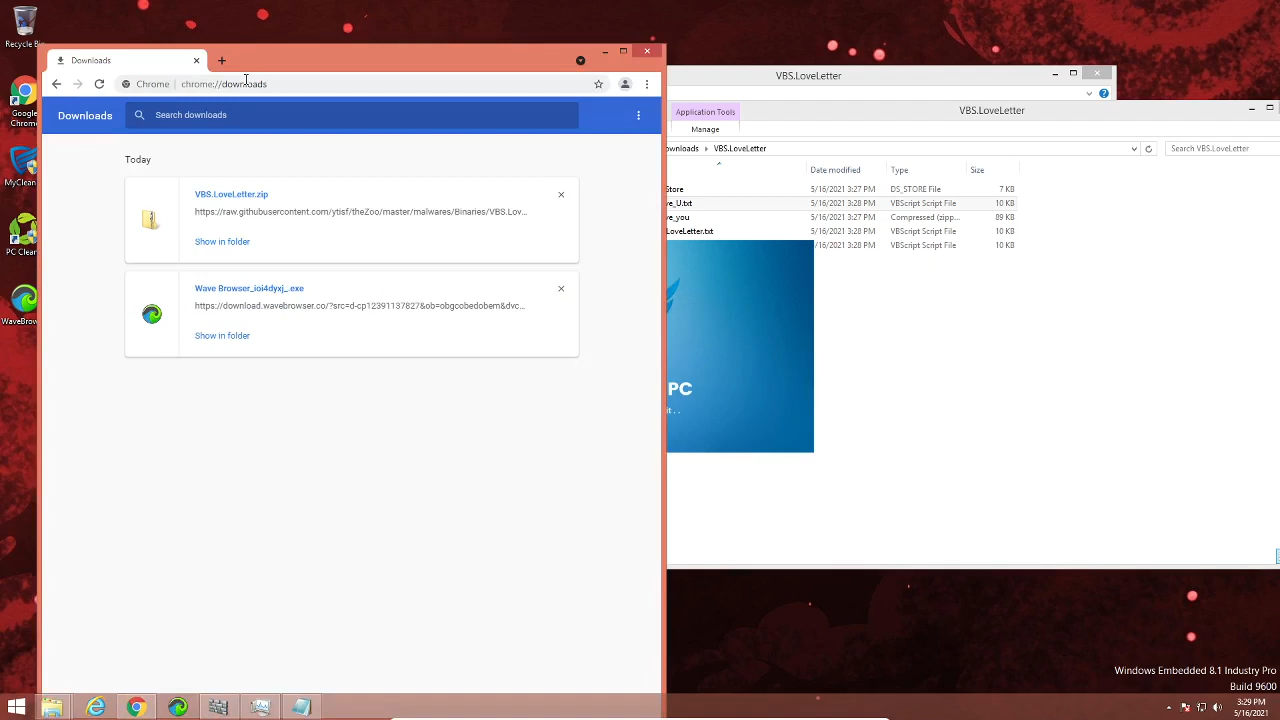 Recycle B
Google
Chrome
MyClean
PC Clean
WaveBrow
Downloads
Chrome
chrome://downloads
Downloads
Search downloads
Today
VBS.LoveLetter.zip
https://raw.githubusercontent.com/ytisf/theZoo/master/malwares/Binaries/VBS.Lov...
Show in folder
Wave Browser_ioi4dyxj_.exe
https://download.wavebrowser.co/?src=d-cp12391137827&ob=obgcobedobem&dvc...
Show in folder
VBS.LoveLetter
Application Tools
VBS.LoveLetter
Manage
ownloads
VBS.LoveLetter
Search VBS.LoveLetter
Date modified
Type
Size
Store
5/16/2021 3:27 PM
DS_STORE File
7 KB
e_U.txt
5/16/2021 3:28 PM
VBScript Script File
10 KB
e_you
5/16/2021 3:27 PM
Compressed (zipp...
89 KB
LoveLetter.txt
5/16/2021 3:28 PM
VBScript Script File
10 KB
/16/2021 3:28 PM
VBScript Script File
10 KB
PC
it . .
Windows Embedded 8.1 Industry Pro
Build 9600
3:29 PM
5/16/2021